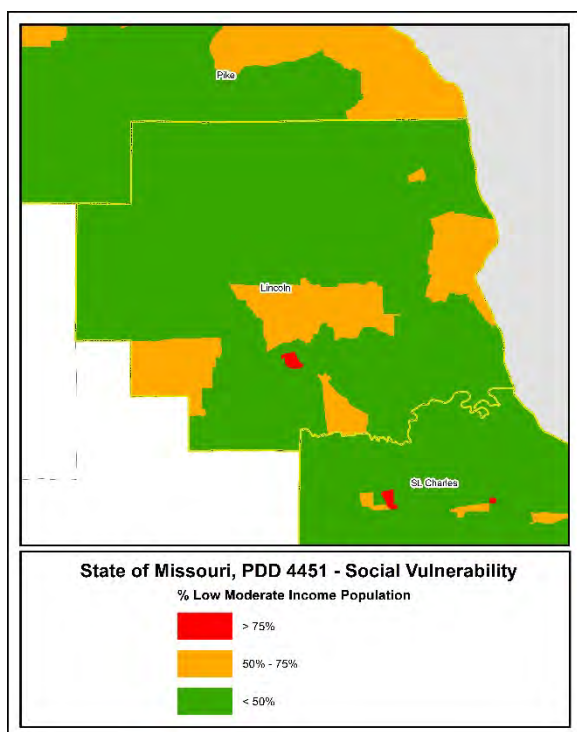 Pike
Lincoln
St. Charles
State of Missouri, PDD 4451 - Social Vulnerability
% Low Moderate Income Population
> 75%
50% - 75%
< 50%